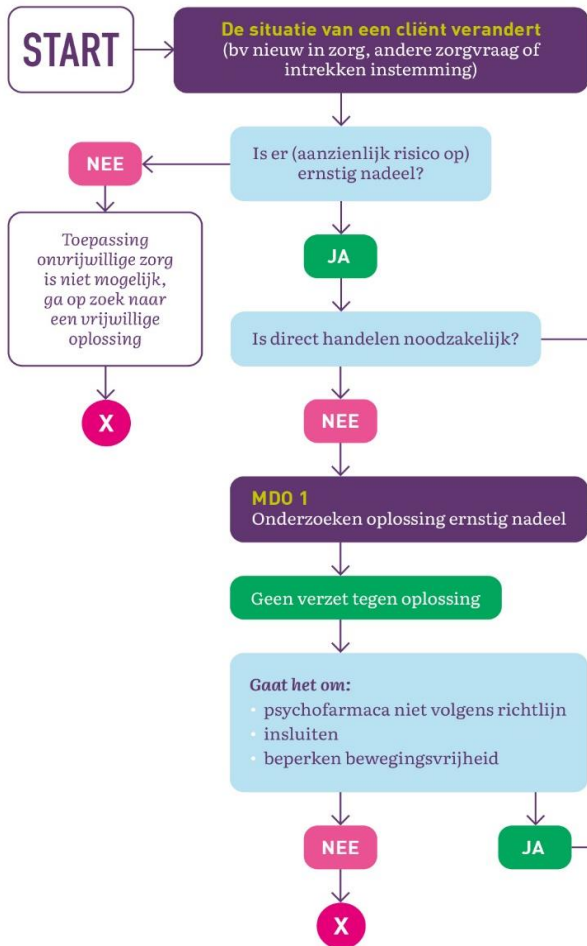 START
De situatie van een cliënt verandert
(bv nieuw in zorg, andere zorgvraag of
intrekken instemming)
NEE
Is er (aanzienlijk risico op)
ernstig nadeel?
Toepassing
onvrijwillige zorg
is niet mogelijk,
ga op zoek naar
een vrijwillige
oplossing
X
JA
Is direct handelen noodzakelijk?
NEE
MDO 1
Onderzoeken oplossing ernstig nadeel
Geen verzet tegen oplossing
Gaat het om:
• psychofarmaca niet volgens richtlijn
• insluiten
• beperken bewegingsvrijheid
NEE
JA
X